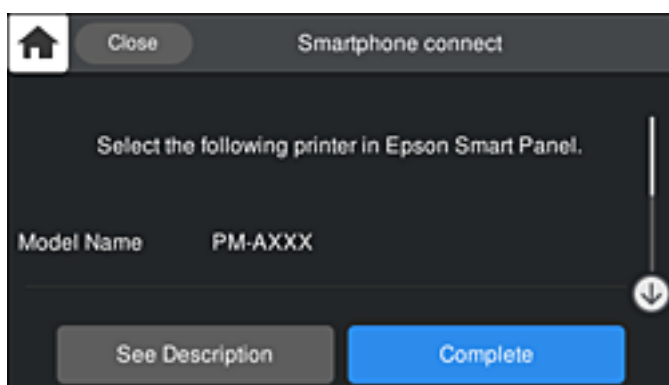 Close
Smartphone connect
Select the following printer in Epson Smart Panel.
Model Name PM-AXXX
See Description
Complete